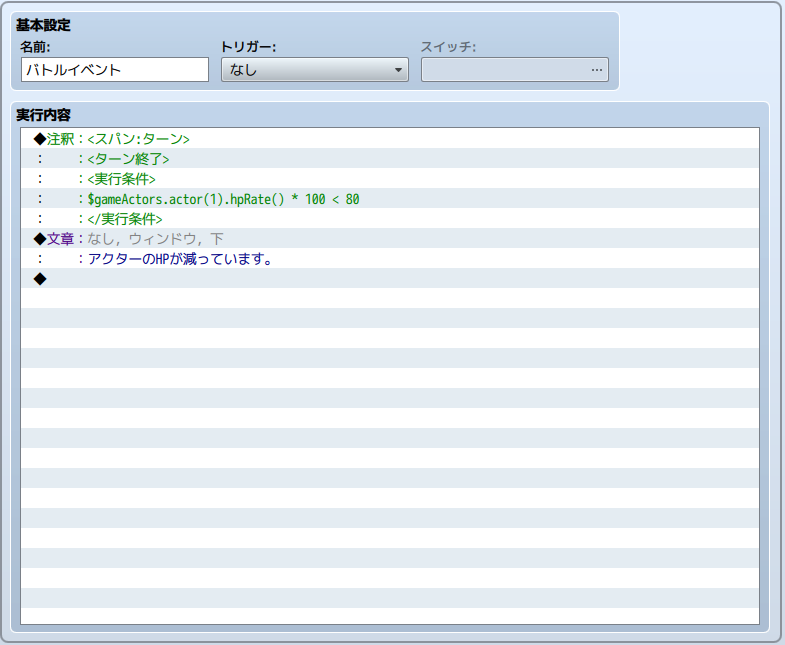 基本設定
名前: トリガー: スイッチ:
バトルイベント なし ...
実行内容
◆注釈：<スパン:ターン>
：　　：<ターン終了>
：　　：<実行条件>
：　　：$gameActors.actor(1).hpRate() * 100 < 80
：　　：</実行条件>
◆文章：なし, ウィンドウ, 下
：　　：アクターのHPが減っています。
◆